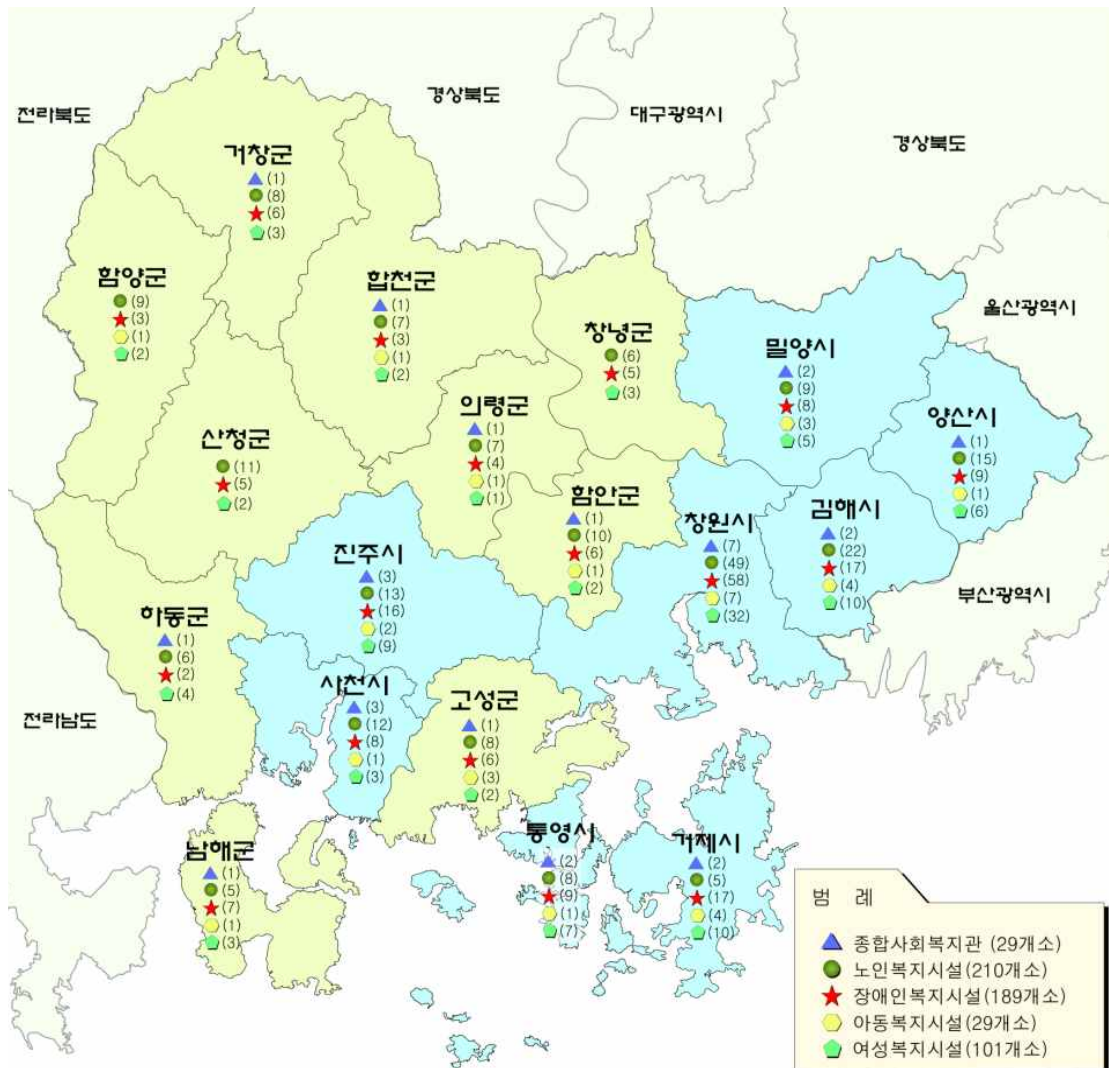 전라북도
경상북도
대구광역시
경상북도
울산광역시
부산광역시
전라남도
거창군
(1)
(8)
(6)
(3)
함양군
(9)
(3)
(1)
(2)
합천군
(1)
(7)
(3)
(1)
(2)
창녕군
(6)
(5)
(3)
밀양시
(2)
(9)
(8)
(3)
(5)
양산시
(1)
(15)
(9)
(1)
(6)
산청군
(11)
(5)
(2)
의령군
(1)
(7)
(4)
(1)
(1)
함안군
(1)
(10)
(6)
(1)
(2)
창원시
(7)
(49)
(58)
(7)
(32)
김해시
(2)
(22)
(17)
(4)
(10)
진주시
(3)
(13)
(16)
(2)
(9)
하동군
(1)
(6)
(2)
(4)
사천시
(3)
(12)
(8)
(1)
(3)
고성군
(1)
(8)
(6)
(3)
(2)
남해군
(1)
(5)
(7)
(1)
(3)
통영시
(2)
(8)
(9)
(1)
(7)
거제시
(2)
(5)
(17)
(4)
(10)
범 례
종합사회복지관 (29개소)
노인복지시설(210개소)
장애인복지시설(189개소)
아동복지시설(29개소)
여성복지시설(101개소)